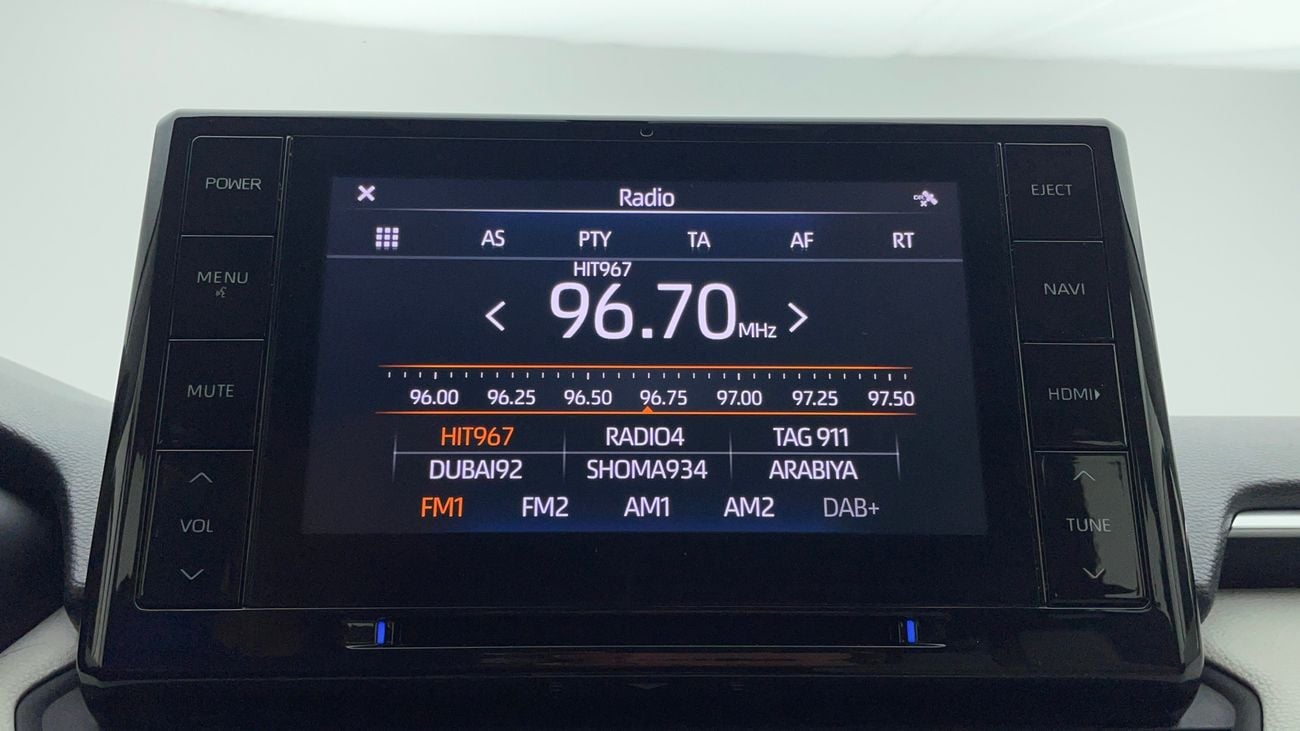 POWER
MENU
MUTE
VOL
Radio
AS PTY TA AF RT
HIT967
96.70 MHz
96.00 96.25 96.50 96.75 97.00 97.25 97.50
HIT967 RADIO4 TAG 911
DUBAI92 SHOMA934 ARABIYA
FM1 FM2 AM1 AM2 DAB+
EJECT
NAVI
HDMI
TUNE